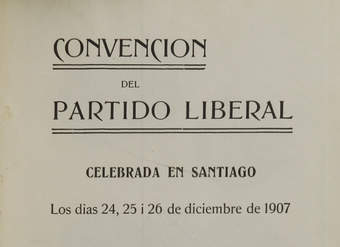 CONVENCION
DEL
PARTIDO LIBERAL
CELEBRADA EN SANTIAGO
Los dias 24, 25 i 26 de diciembre de 1907